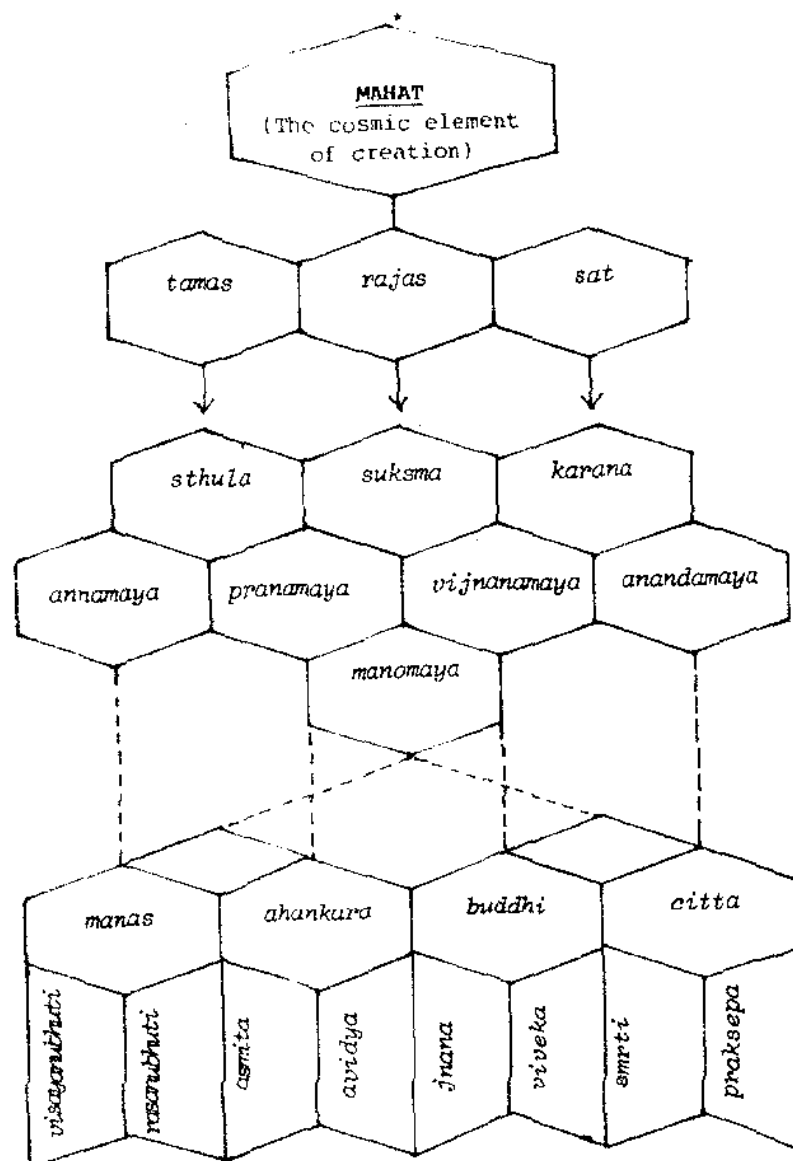 *
MAHAT
(The cosmic element
of creation)
tamas rajas sat
sthula suksma karana
annamaya pranamaya vijnanamaya anandamaya
manomaya
manas ahankara buddhi citta
visayanubhuti
rasanubhuti
asmita
avidya
jnana
viveka
smrti
praksepa